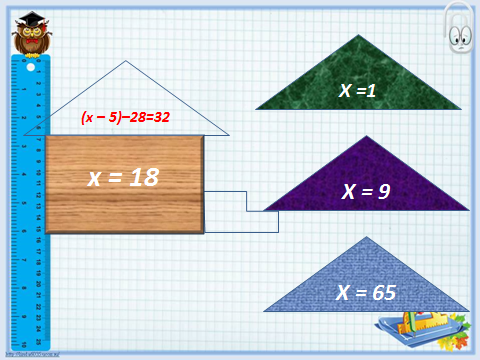 (x – 5)–28=32
x = 18
X =1
X = 9
X = 65